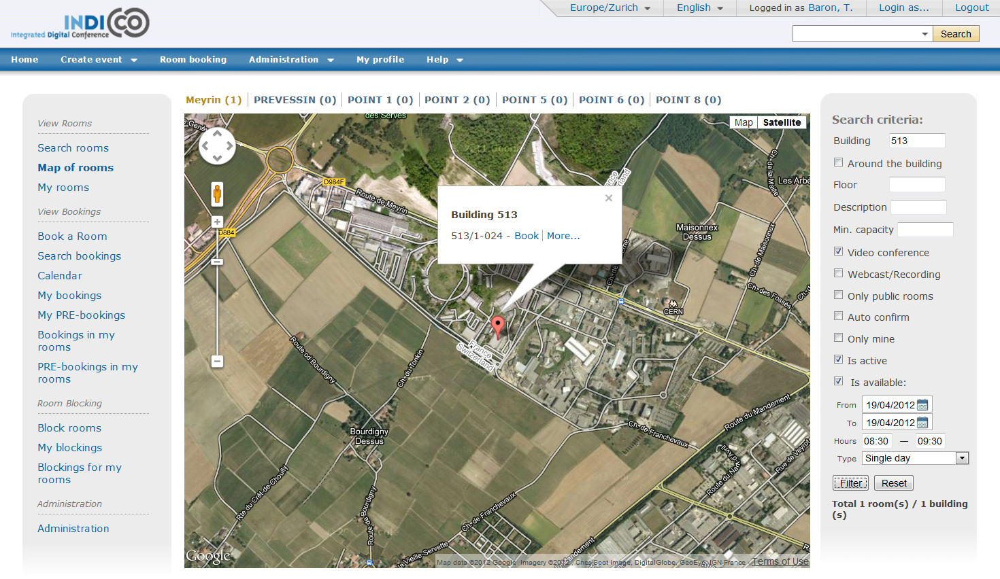 Europe/Zurich
English
Logged in as Baron, T.
Login as...
Logout
INDICO
Integrated Digital Conference
Search
Home
Create event
Room booking
Administration
My profile
Help
Meyrin (1)
PREVESSIN (0)
POINT 1 (0)
POINT 2 (0)
POINT 5 (0)
POINT 6 (0)
POINT 8 (0)
View Rooms
Search rooms
Map of rooms
My rooms
View Bookings
Book a Room
Search bookings
Calendar
My bookings
My PRE-bookings
Bookings in my
rooms
PRE-bookings in my
rooms
Room Blocking
Block rooms
My blockings
Blockings for my
rooms
Administration
Administration
des Serves
Map
Satellite
D984F
Route de Meyrin
D884
Ch. de la Maille
Les Arbè
Building 513
513/1-024 - Book | More...
Maisonnex
Dessus
Ch. de Maisonnex
Ch. des Fossés
CERN
France
Switzerland
Route de Bourdigny
Ch. du Tonkin
Bourdigny
Dessus
Ch. de Franchevaux
Route du Mandement
Rue de Veyrot
Route du Nant
Rte du Crêt-de-Choully
Route de Bourdigny
Ch. de Franchevaux
la Vieille-Servette
Mandement
Google
Map data ©2012 Google, Imagery ©2012, Cnes/Spot Image, DigitalGlobe, GeoEye, IGN-France - Terms of Use
Search criteria:
Building 513
Around the building
Floor
Description
Min. capacity
Video conference
Webcast/Recording
Only public rooms
Auto confirm
Only mine
Is active
Is available:
From 19/04/2012
To 19/04/2012
Hours 08:30 — 09:30
Type Single day
Filter
Reset
Total 1 room(s) / 1 building
(s)